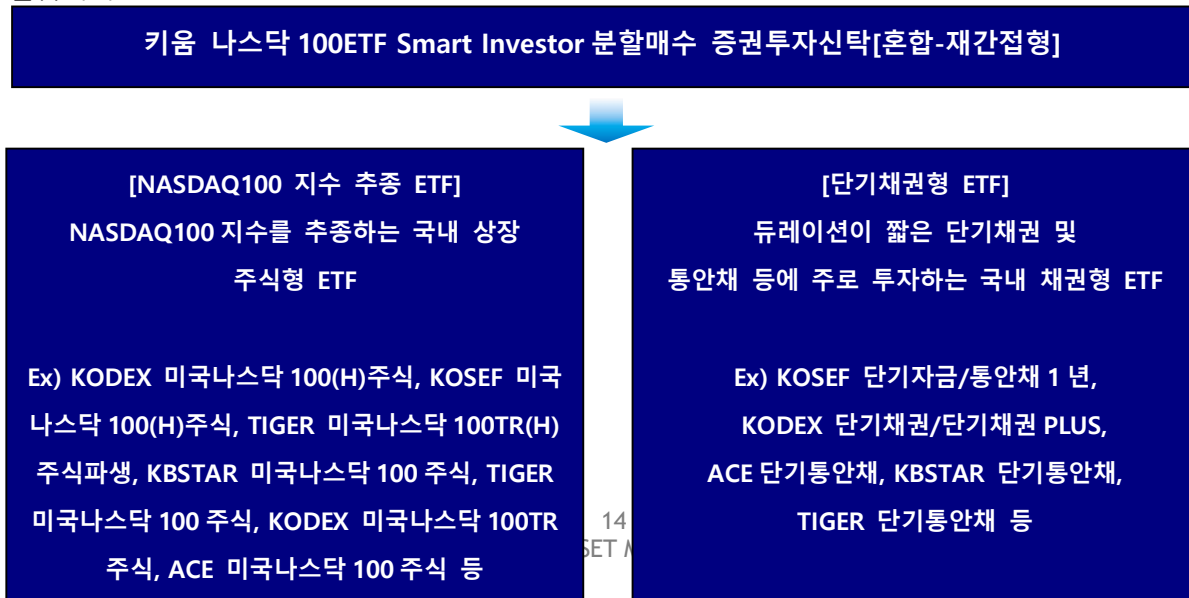 키움 나스닥 100ETF Smart Investor 분할매수 증권투자신탁[혼합-재간접형]
[NASDAQ100 지수 추종 ETF]
NASDAQ100 지수를 추종하는 국내 상장
주식형 ETF
Ex) KODEX 미국나스닥 100(H)주식, KOSEF 미국
나스닥 100(H)주식, TIGER 미국나스닥 100TR(H)
주식파생, KBSTAR 미국나스닥 100 주식, TIGER
미국나스닥 100 주식, KODEX 미국나스닥 100TR
주식, ACE 미국나스닥 100 주식 등
[단기채권형 ETF]
듀레이션이 짧은 단기채권 및
통안채 등에 주로 투자하는 국내 채권형 ETF
Ex) KOSEF 단기자금/통안채 1 년,
KODEX 단기채권/단기채권 PLUS,
ACE 단기통안채, KBSTAR 단기통안채,
TIGER 단기통안채 등
14